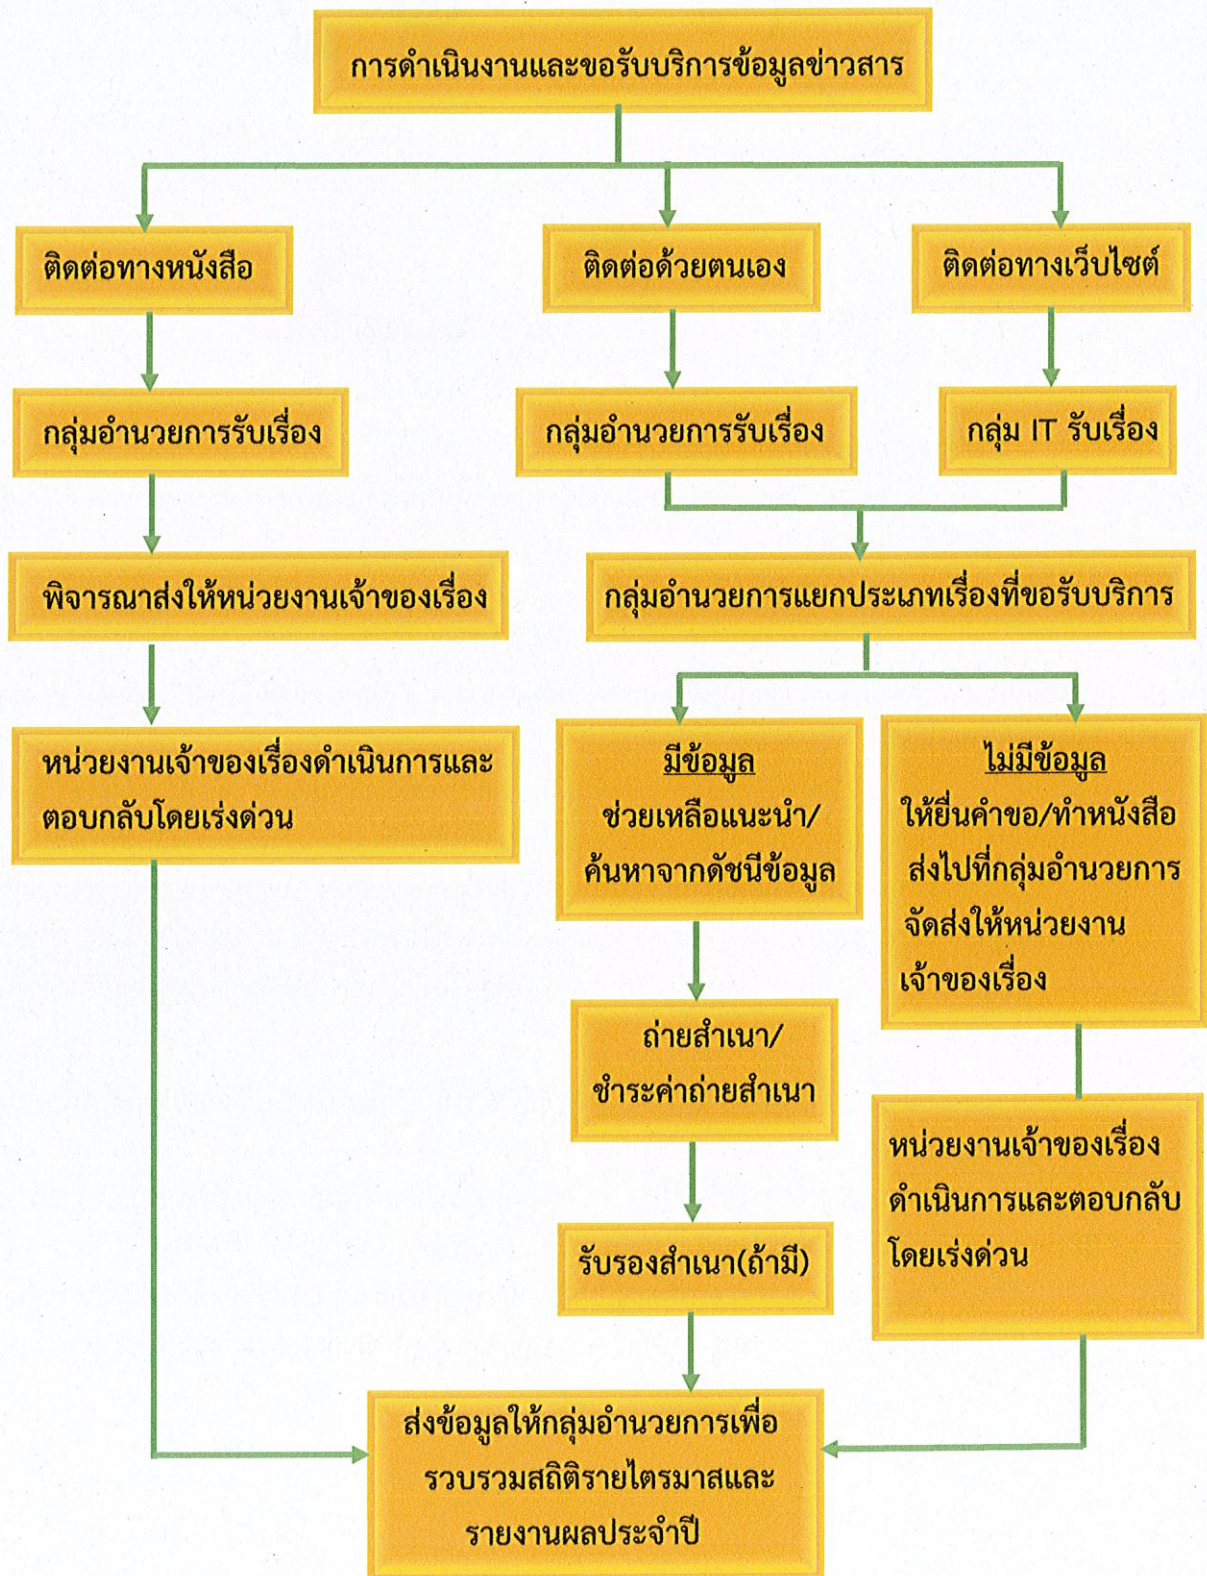 การดำเนินงานและขอรับบริการข้อมูลข่าวสาร
ติดต่อทางหนังสือ
ติดต่อด้วยตนเอง
ติดต่อทางเว็บไซต์
กลุ่มอำนวยการรับเรื่อง
กลุ่มอำนวยการรับเรื่อง
กลุ่ม IT รับเรื่อง
พิจารณาส่งให้หน่วยงานเจ้าของเรื่อง
กลุ่มอำนวยการแยกประเภทเรื่องที่ขอรับบริการ
หน่วยงานเจ้าของเรื่องดำเนินการและ
ตอบกลับโดยเร่งด่วน
มีข้อมูล
ช่วยเหลือแนะนำ/
ค้นหาจากดัชนีข้อมูล
ไม่มีข้อมูล
ให้ยื่นคำขอ/ทำหนังสือ
ส่งไปที่กลุ่มอำนวยการ
จัดส่งให้หน่วยงาน
เจ้าของเรื่อง
ถ่ายสำเนา/
ชำระค่าถ่ายสำเนา
หน่วยงานเจ้าของเรื่อง
ดำเนินการและตอบกลับ
โดยเร่งด่วน
รับรองสำเนา(ถ้ามี)
ส่งข้อมูลให้กลุ่มอำนวยการเพื่อ
รวบรวมสถิติรายไตรมาสและ
รายงานผลประจำปี